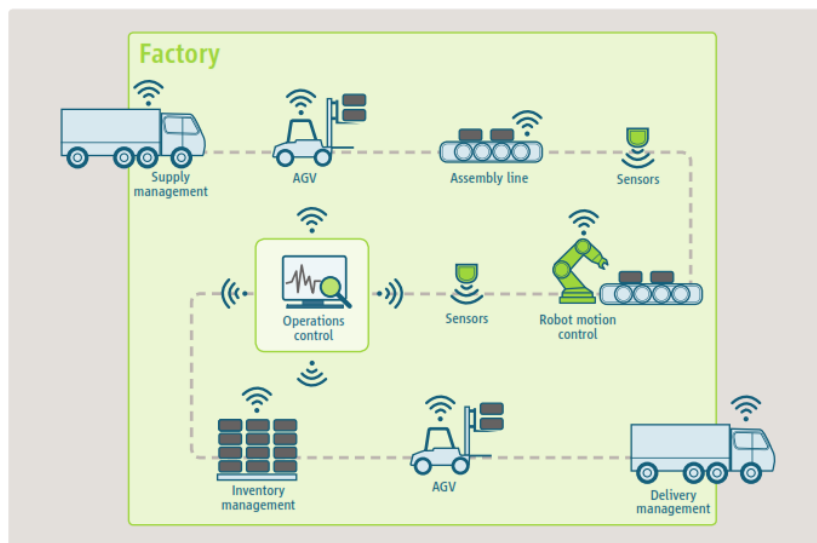 Factory
Supply
management
AGV
Assembly line
Sensors
Operations
control
Sensors
Robot motion
control
Inventory
management
AGV
Delivery
management